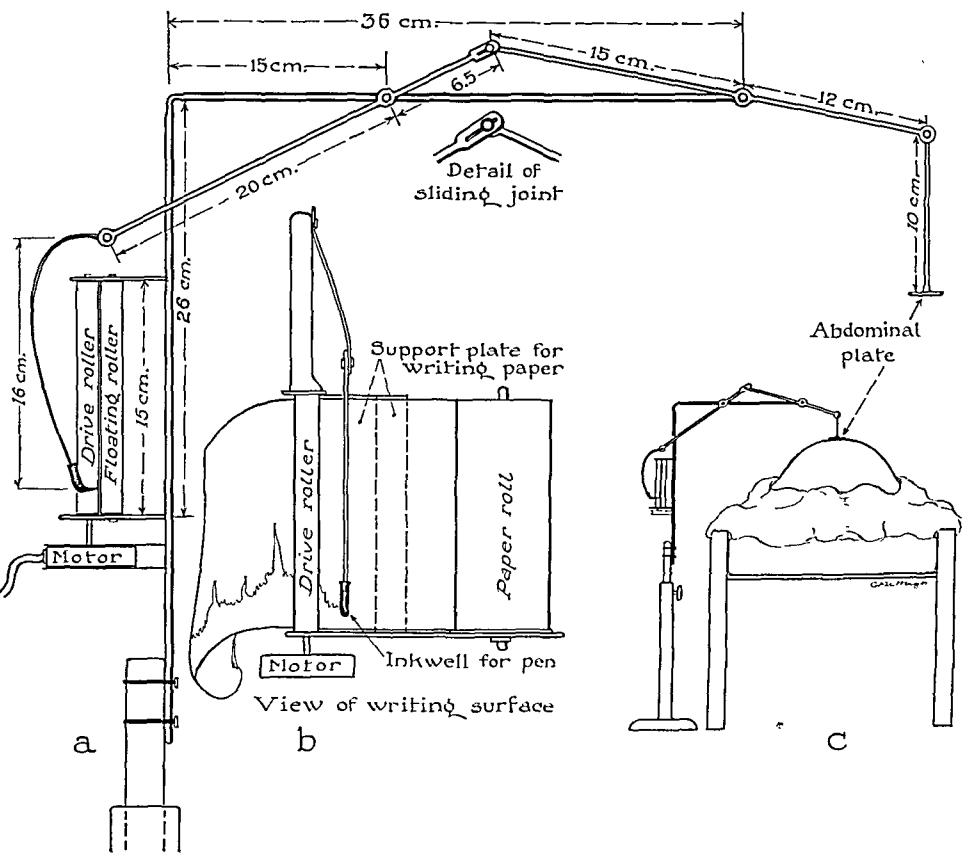 36 cm.
15 cm.
15 cm.
6.5
12 cm.
Detail of
sliding joint
20 cm.
10 cm.
26 cm.
16 cm.
Drive roller
Floating roller
15 cm.
Motor
Support plate for
writing paper
Drive roller
Paper roll
Motor
Inkwell for pen
View of writing surface
Abdominal
plate
a
b
c